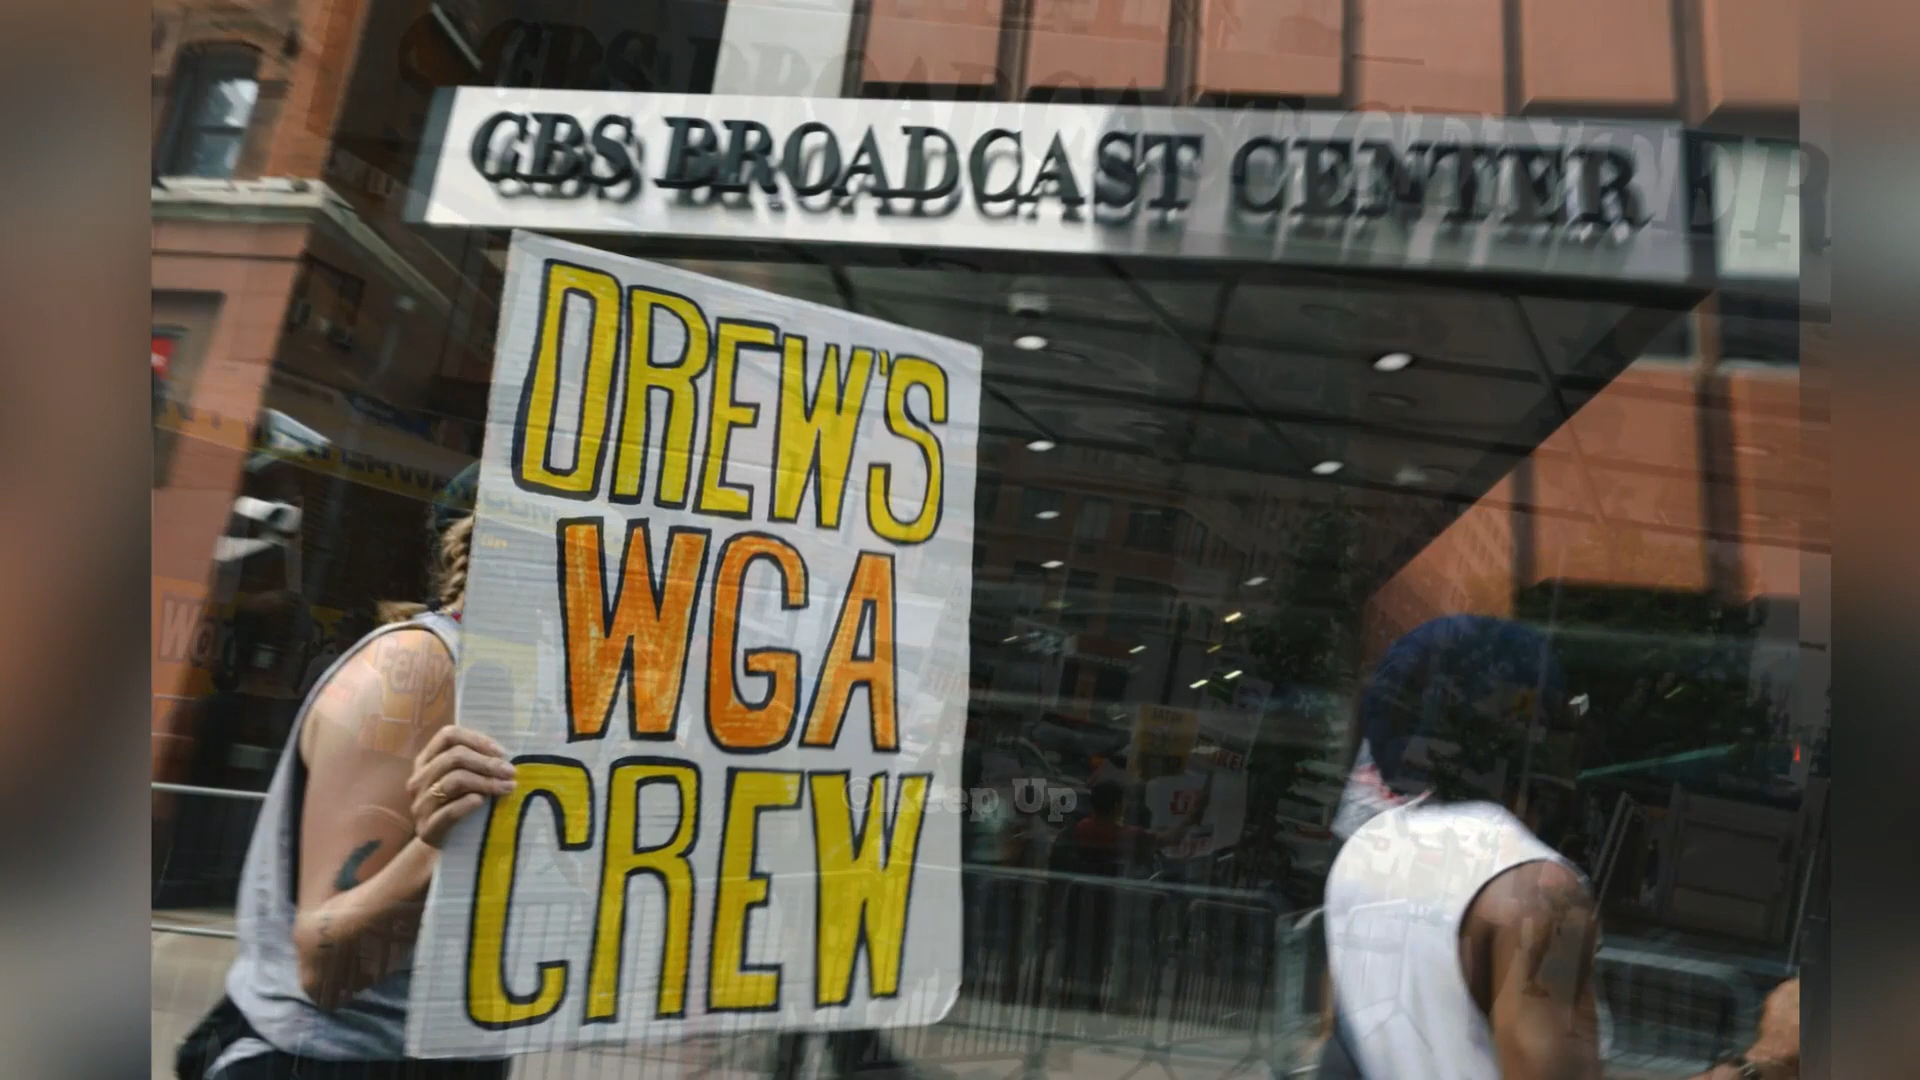 CBS BROADCAST CENTER
DREW'S
WGA
CREW
©Keep Up